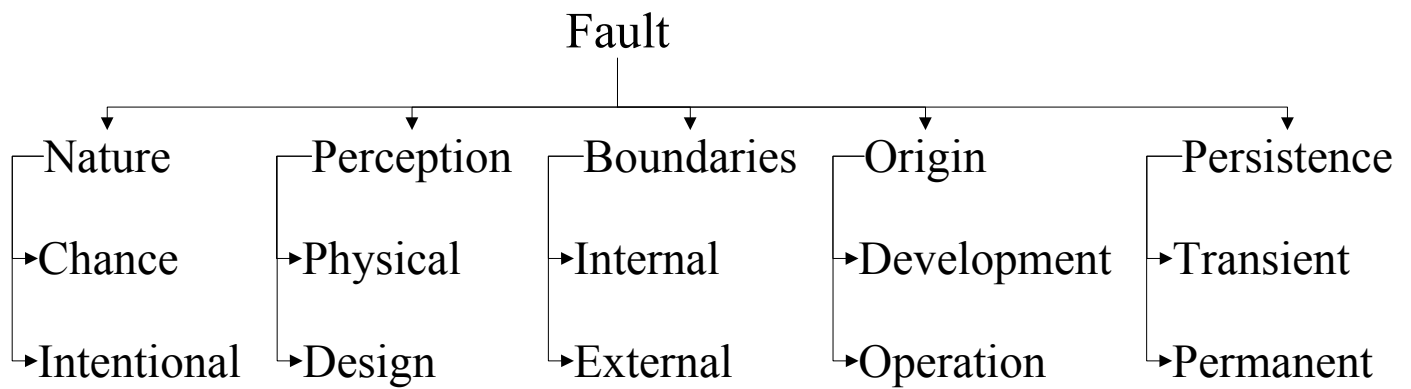 Fault
Nature Perception Boundaries Origin Persistence
Chance Physical Internal Development Transient
Intentional Design External Operation Permanent